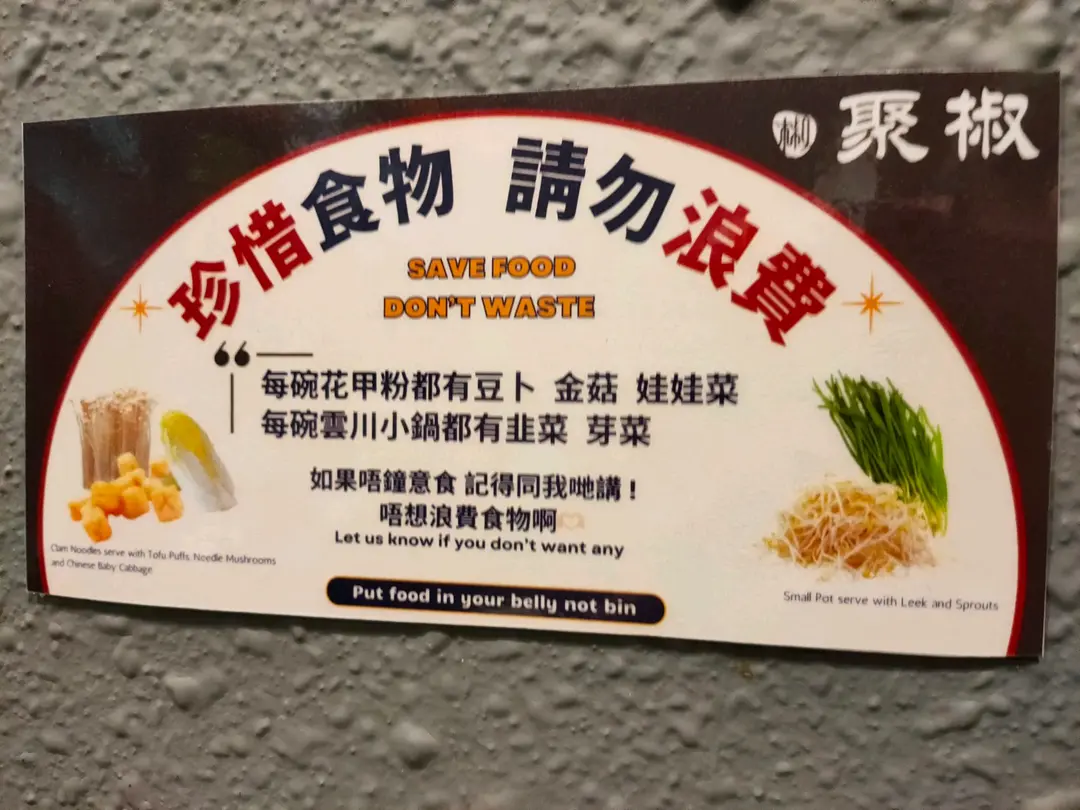 聚椒
珍惜食物 請勿浪費
SAVE FOOD
DON'T WASTE
每碗花甲粉都有豆卜 金菇 娃娃菜
每碗雲川小鍋都有韭菜 芽菜
如果唔鐘意食 記得同我哋講！
唔想浪費食物啊
Let us know if you don't want any
Clam Noodles serve with Tofu Puffs, Needle Mushrooms
and Chinese Baby Cabbage
Small Pot serve with Leek and Sprouts
Put food in your belly not bin